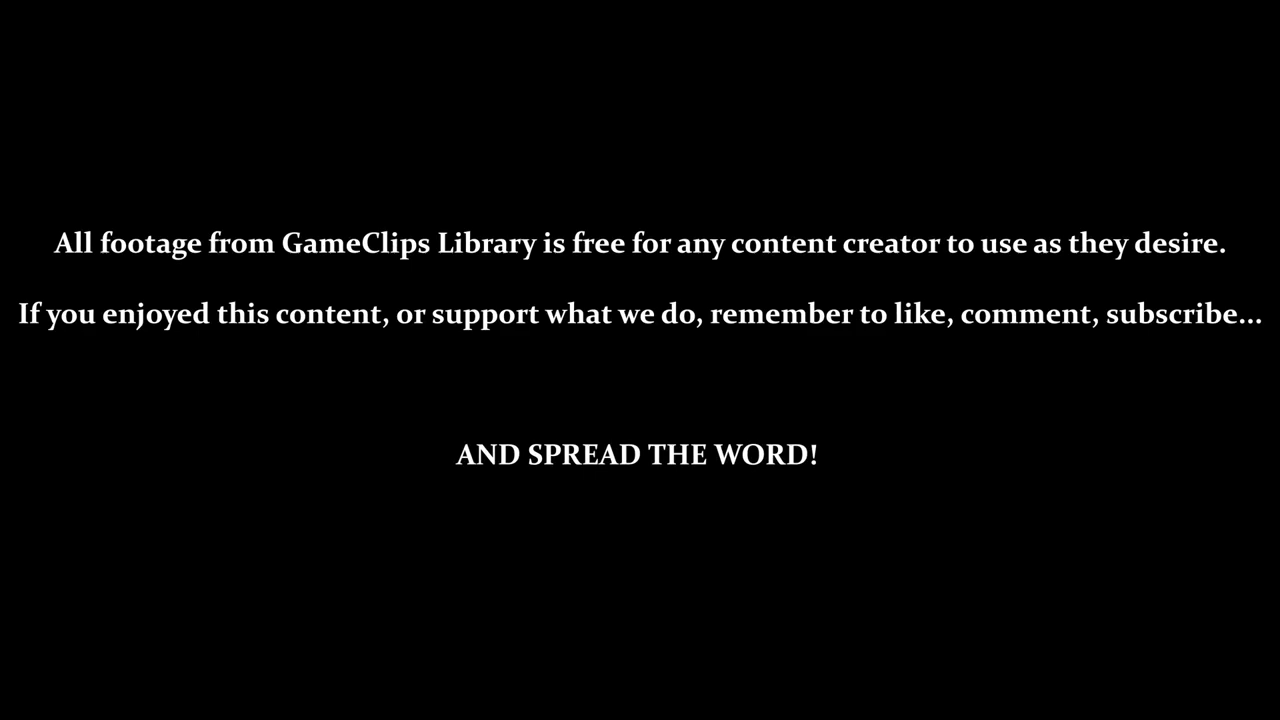 All footage from GameClips Library is free for any content creator to use as they desire.
If you enjoyed this content, or support what we do, remember to like, comment, subscribe...
AND SPREAD THE WORD!